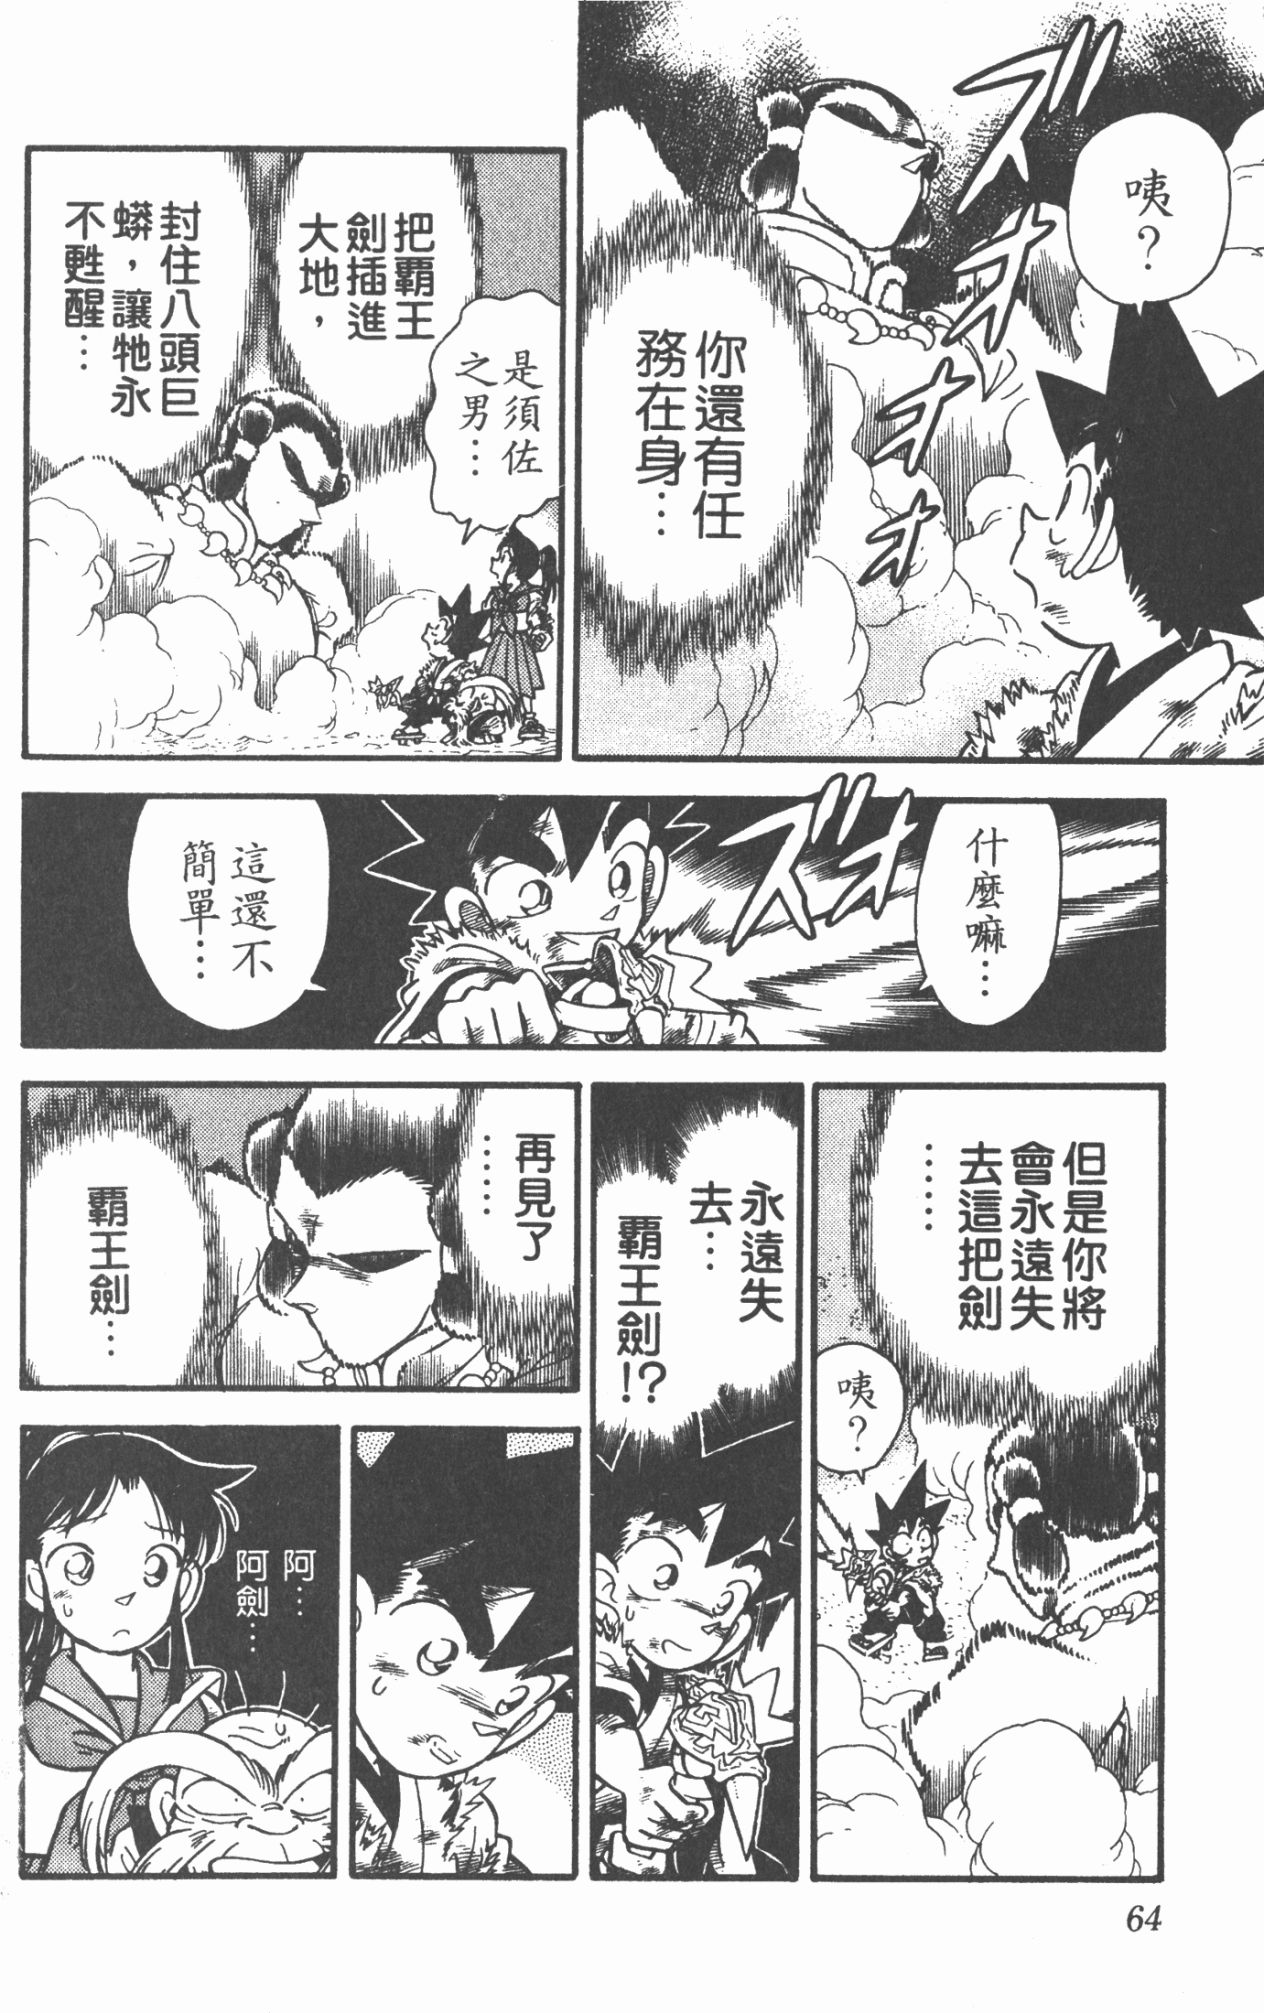 咦？
ズオオオオ
你還有任
務在身…
是須佐
之男…
把霸王
劍插進
大地，
封住八頭巨
蟒，讓牠永
不甦醒…
什麼嘛…
ズオオ
這還不
簡單…
但是你將
會永遠失
去這把劍
……
咦？
永遠失
去…
霸王劍!?
再見了
……
霸王劍…
阿…
阿劍…
64